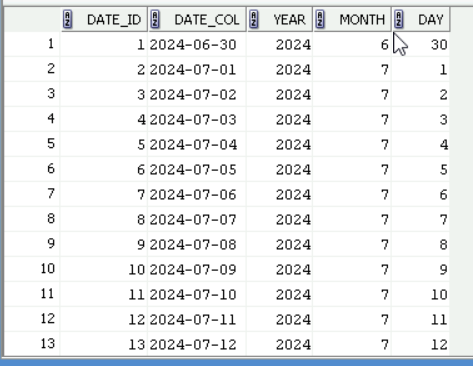 DATE_ID DATE_COL YEAR MONTH DAY
1 1 2024-06-30 2024 6 30
2 2 2024-07-01 2024 7 1
3 3 2024-07-02 2024 7 2
4 4 2024-07-03 2024 7 3
5 5 2024-07-04 2024 7 4
6 6 2024-07-05 2024 7 5
7 7 2024-07-06 2024 7 6
8 8 2024-07-07 2024 7 7
9 9 2024-07-08 2024 7 8
10 10 2024-07-09 2024 7 9
11 11 2024-07-10 2024 7 10
12 12 2024-07-11 2024 7 11
13 13 2024-07-12 2024 7 12